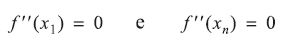 f''(x₁) = 0 e f''(xₙ) = 0